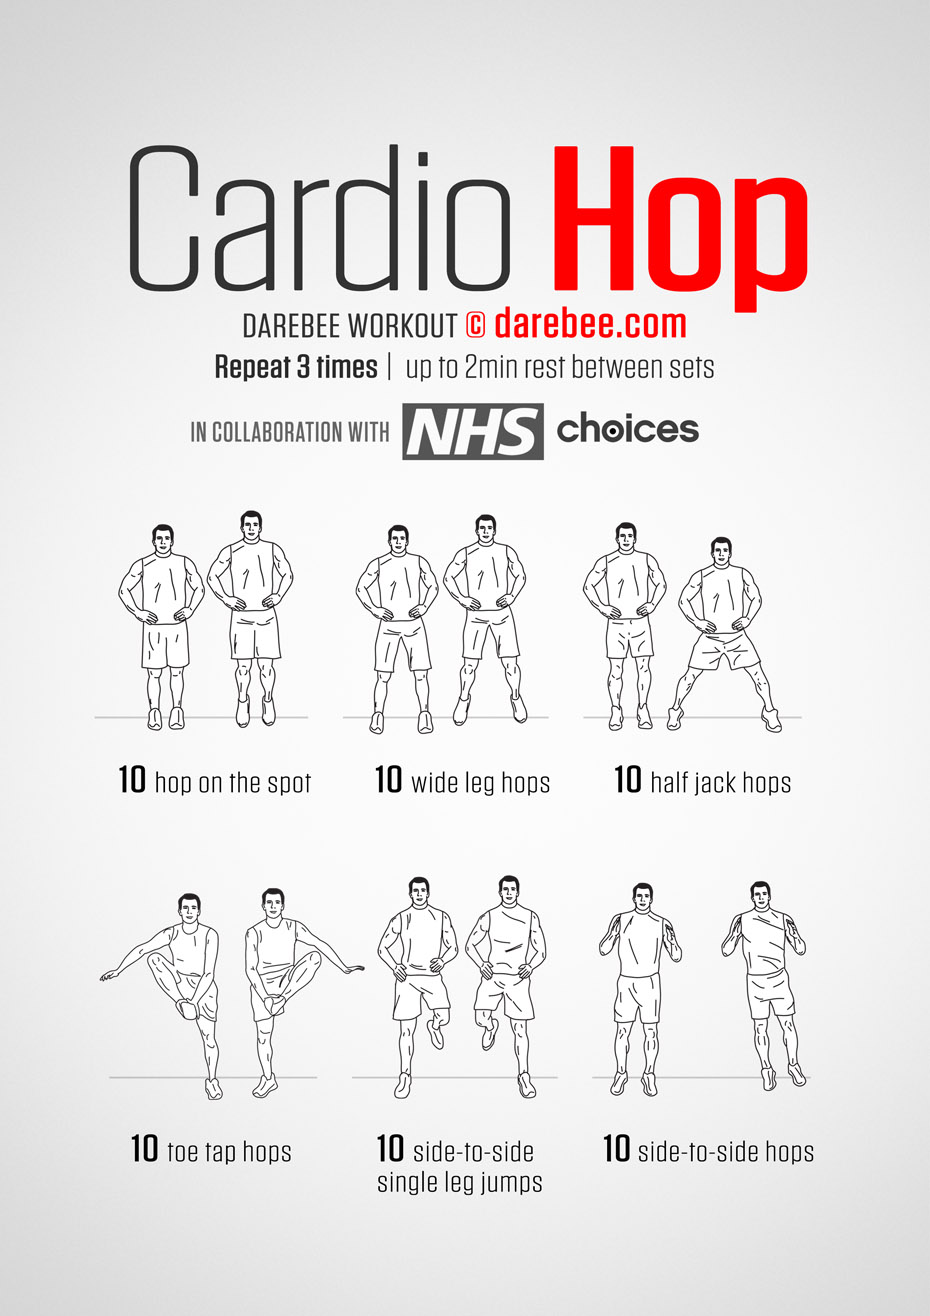 Cardio Hop
DAREBEE WORKOUT © darebee.com
Repeat 3 times | up to 2min rest between sets
IN COLLABORATION WITH NHS choices
10 hop on the spot
10 wide leg hops
10 half jack hops
10 toe tap hops
10 side-to-side
single leg jumps
10 side-to-side hops